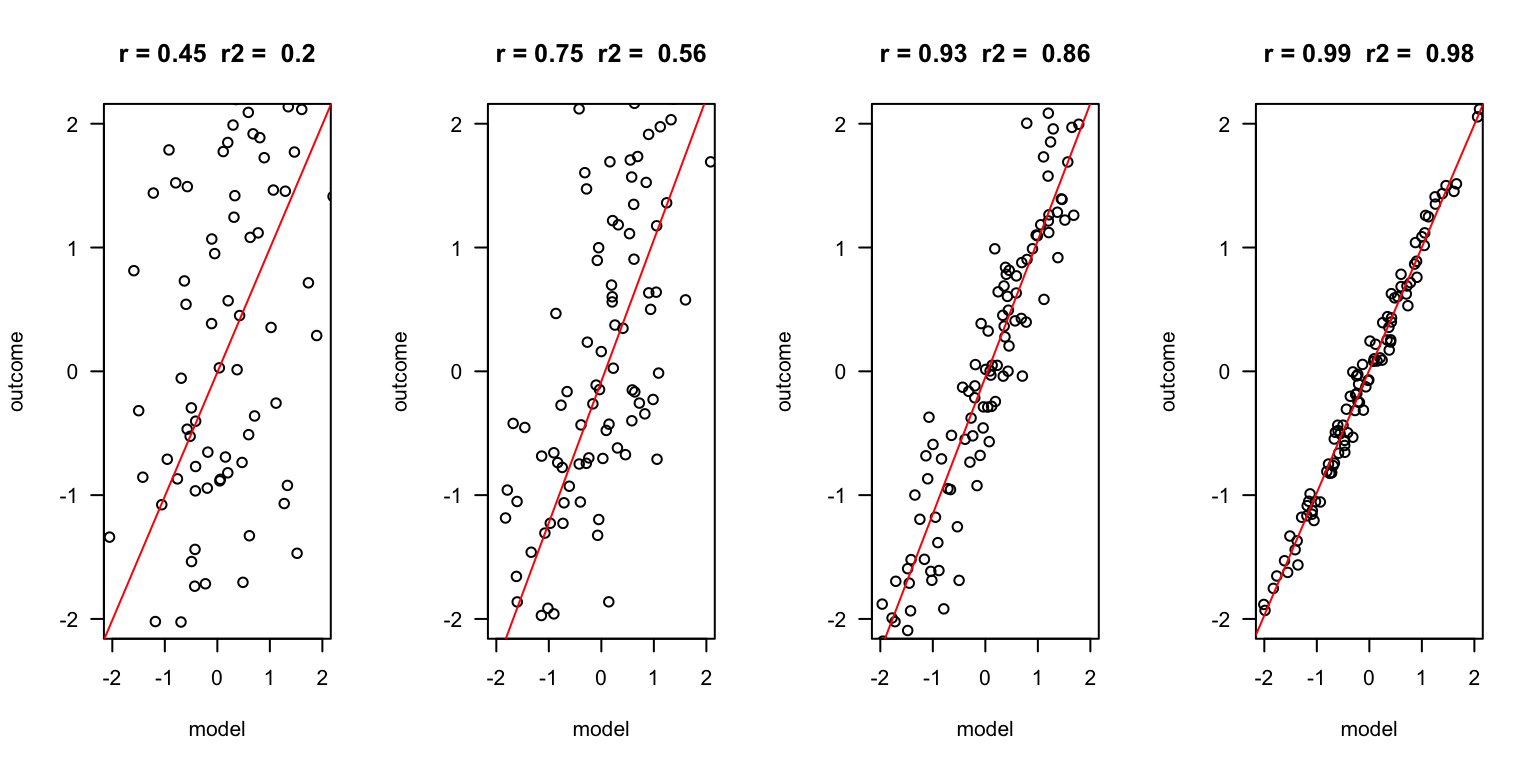 r = 0.45 r2 = 0.2
outcome
2
1
0
-1
-2
-2 -1 0 1 2
model
r = 0.75 r2 = 0.56
outcome
2
1
0
-1
-2
-2 -1 0 1 2
model
r = 0.93 r2 = 0.86
outcome
2
1
0
-1
-2
-2 -1 0 1 2
model
r = 0.99 r2 = 0.98
outcome
2
1
0
-1
-2
-2 -1 0 1 2
model